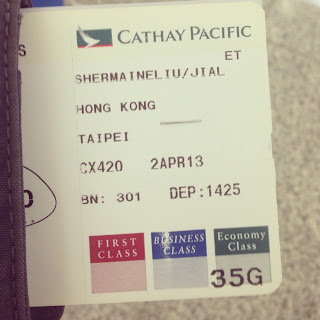 CATHAY PACIFIC
ET
SHERMAINELIU/JIAL
HONG KONG
TAIPEI
CX420 2APR13
BN: 301 DEP:1425
FIRST CLASS
BUSINESS CLASS
Economy Class
35G